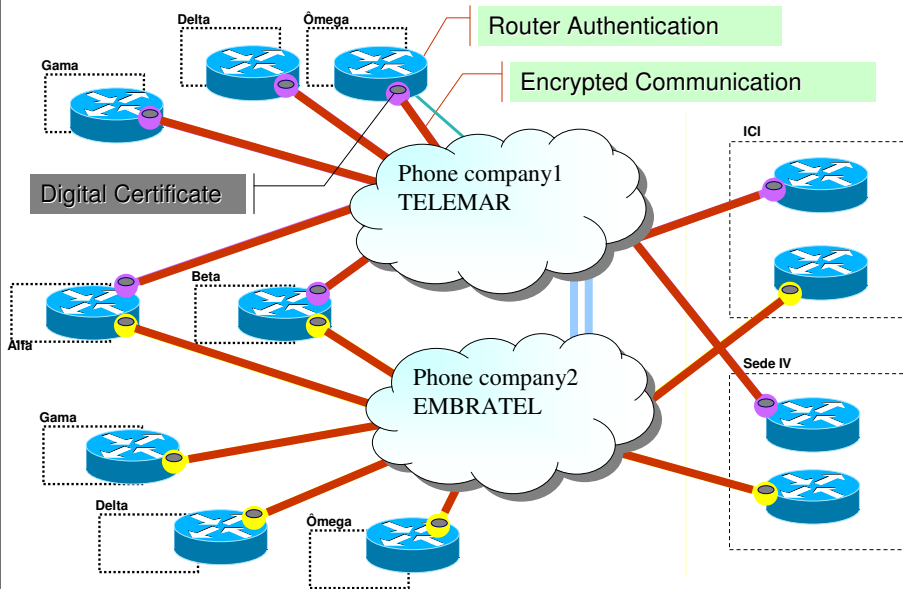 Delta
Ômega
Router Authentication
Gama
Encrypted Communication
ICI
Digital Certificate
Phone company1
TELEMAR
Beta
Alfa
Phone company2
EMBRATEL
Sede IV
Gama
Delta
Ômega